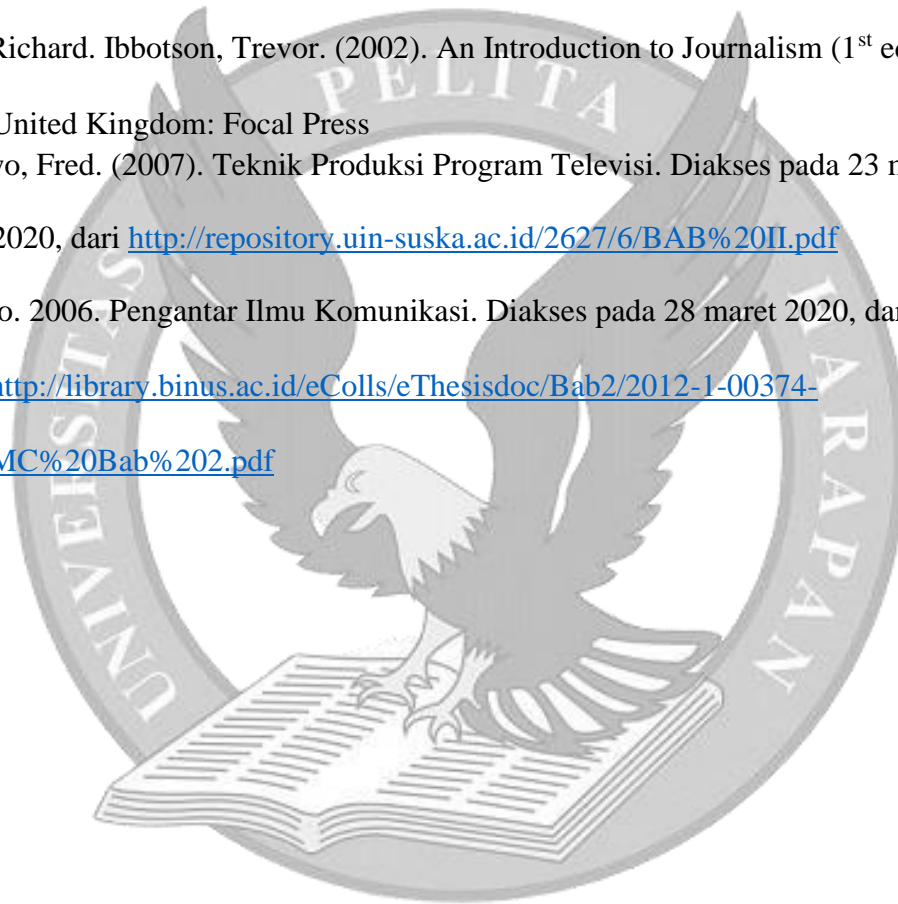 Richard. Ibbotson, Trevor. (2002). An Introduction to Journalism (1st
United Kingdom: Focal Press
Fred. (2007). Teknik Produksi Program Televisi. Diakses pada 23
2020, dari http://repository.uin-suska.ac.id/2627/6/BAB%20II.pdf
o. 2006. Pengantar Ilmu Komunikasi. Diakses pada 28 maret 2020,
http://library.binus.ac.id/eColls/eThesisdoc/Bab2/2012-1-00374-
MC%20Bab%202.pdf
UNIVERSITAS PELITA HARAPAN